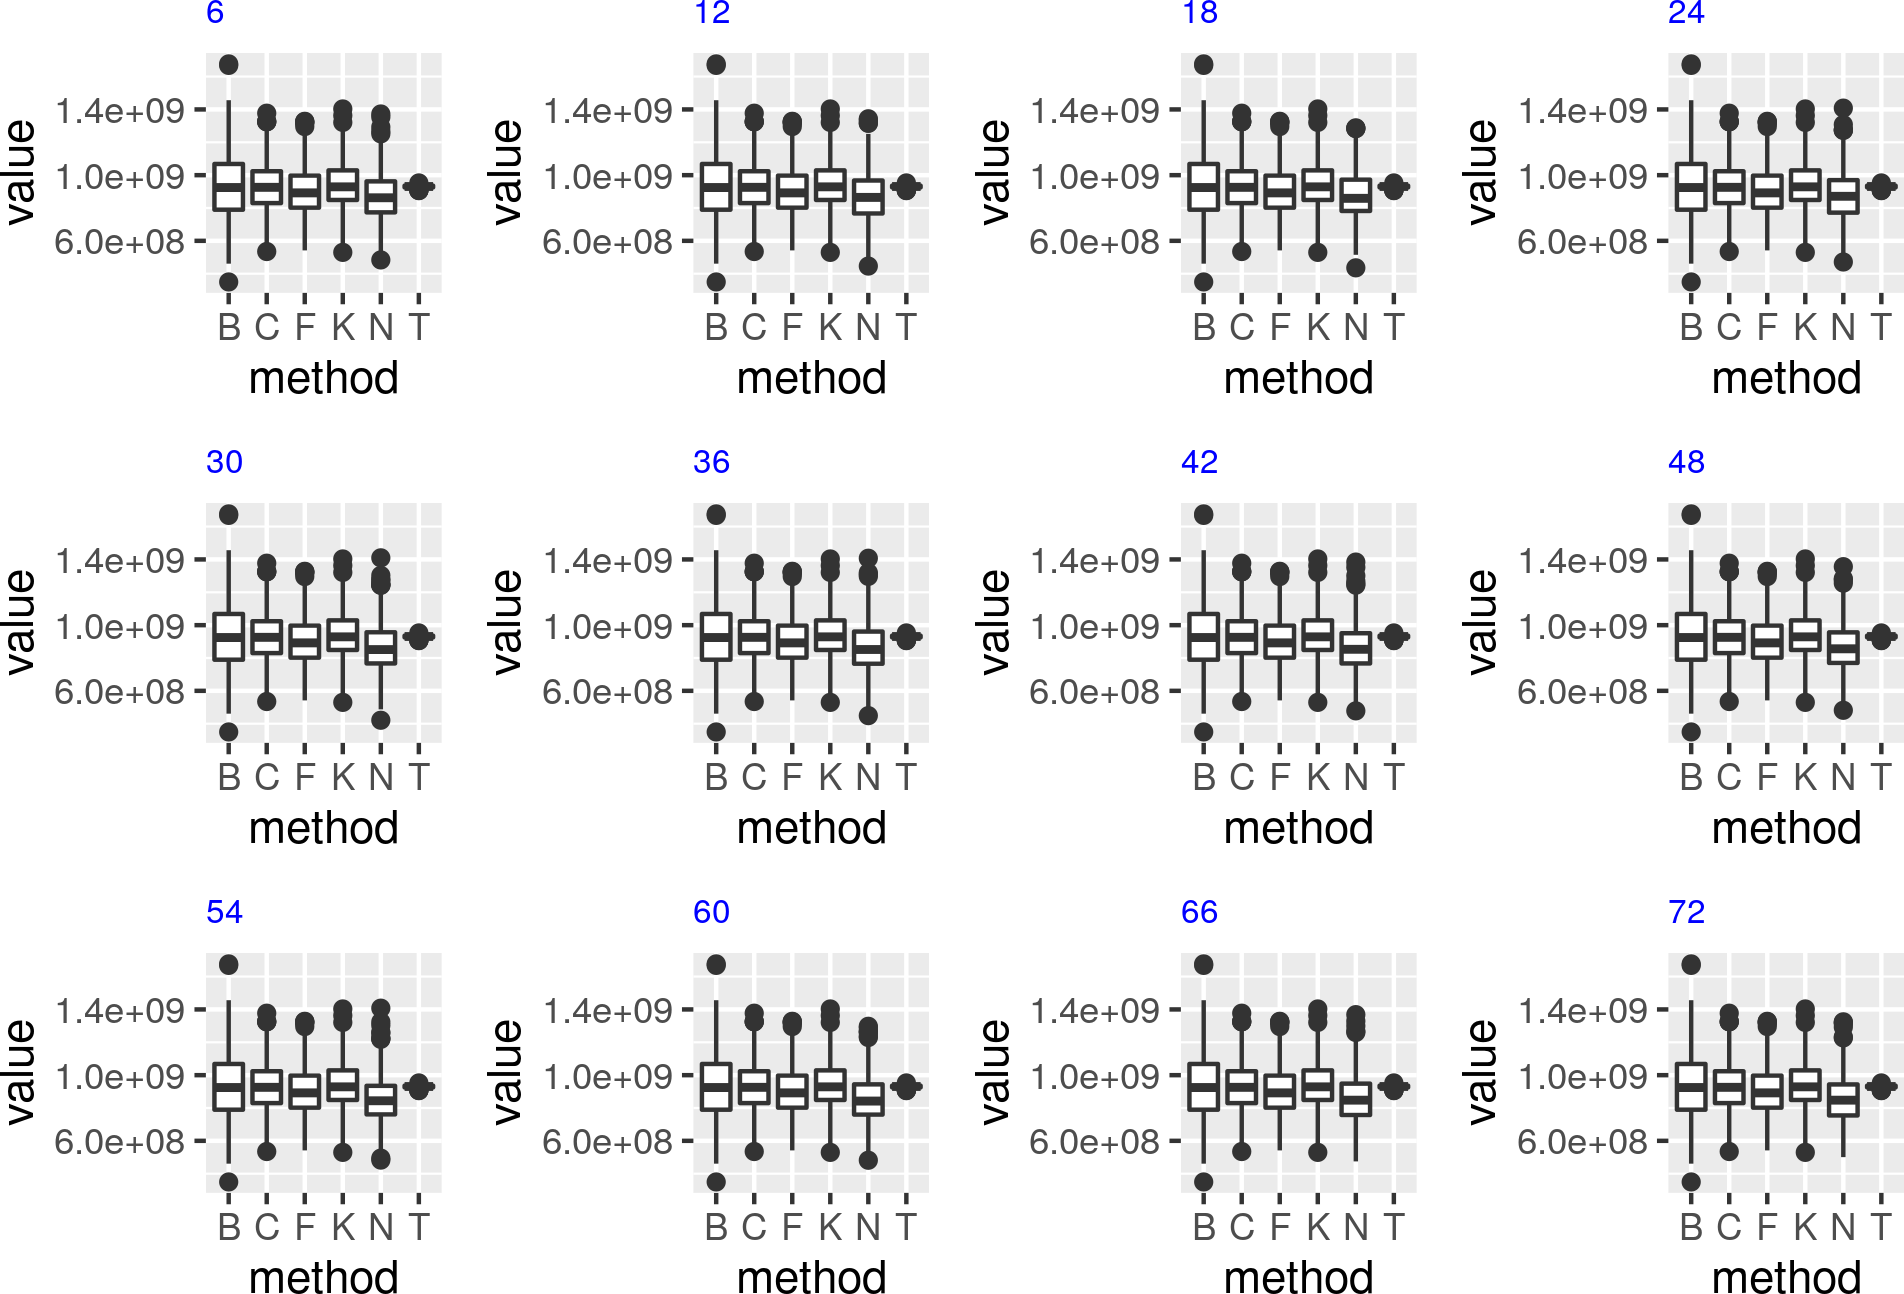 6 12 18 24
value 1.4e+09 value 1.4e+09 value 1.4e+09 value 1.4e+09
1.0e+09 1.0e+09 1.0e+09 1.0e+09
6.0e+08 6.0e+08 6.0e+08 6.0e+08
B C F K N T B C F K N T B C F K N T B C F K N T
method method method method
30 36 42 48
value 1.4e+09 value 1.4e+09 value 1.4e+09 value 1.4e+09
1.0e+09 1.0e+09 1.0e+09 1.0e+09
6.0e+08 6.0e+08 6.0e+08 6.0e+08
B C F K N T B C F K N T B C F K N T B C F K N T
method method method method
54 60 66 72
value 1.4e+09 value 1.4e+09 value 1.4e+09 value 1.4e+09
1.0e+09 1.0e+09 1.0e+09 1.0e+09
6.0e+08 6.0e+08 6.0e+08 6.0e+08
B C F K N T B C F K N T B C F K N T B C F K N T
method method method method